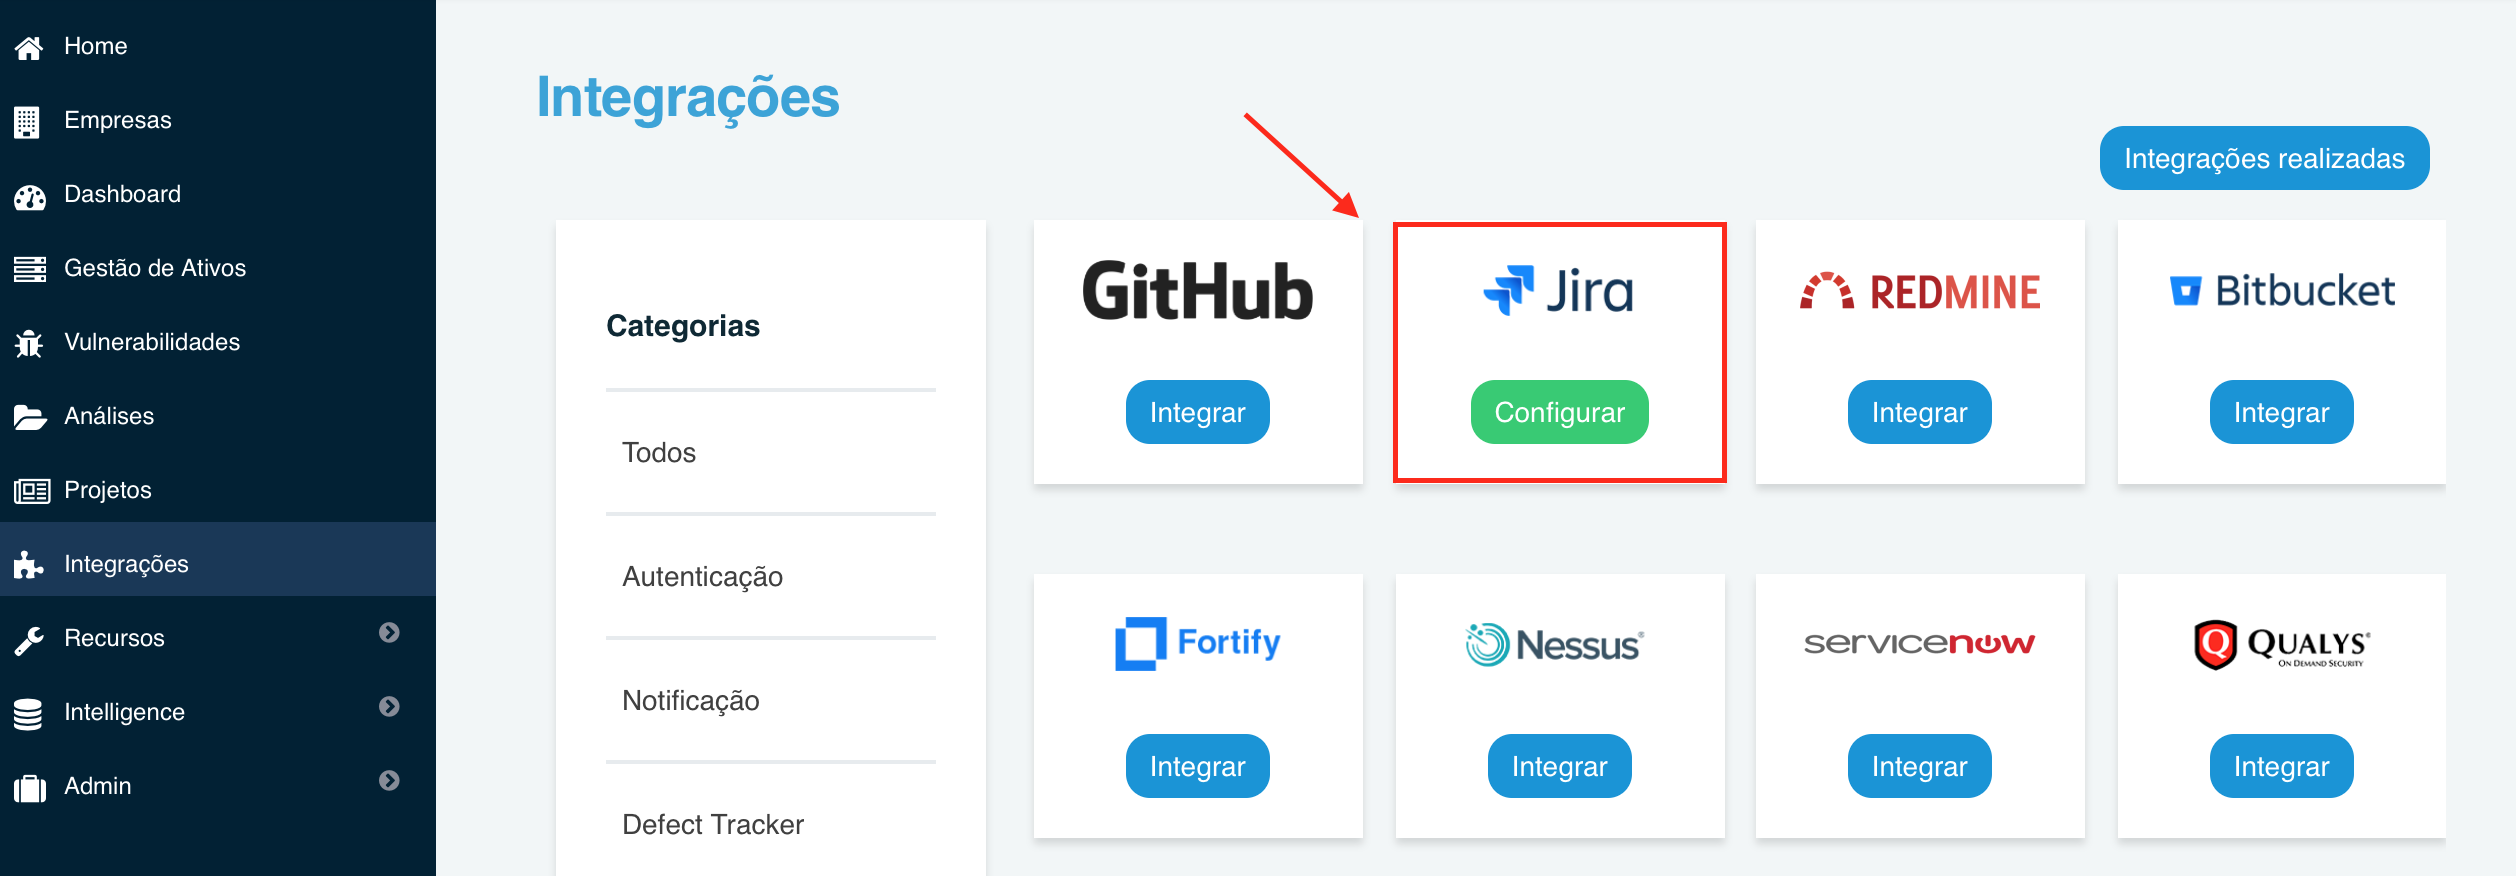 Home
Empresas
Dashboard
Gestão de Ativos
Vulnerabilidades
Análises
Projetos
Integrações
Recursos
Intelligence
Admin
Integrações
Integrações realizadas
Categorias
Todos
Autenticação
Notificação
Defect Tracker
GitHub
Integrar
Jira
Configurar
REDMINE
Integrar
Bitbucket
Integrar
Fortify
Integrar
Nessus®
Integrar
servicenow
Integrar
QUALYS®
ON DEMAND SECURITY
Integrar